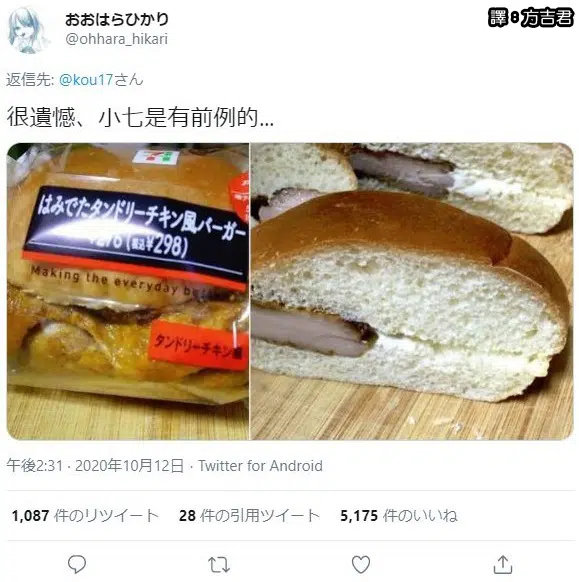 譯:方吉君
おおはらひかり
@ohhara_hikari
返信先: @kou17さん
很遺憾、小七是有前例的...
はみでたタンドリーチキン風バーガー
(税込¥298)
Making the everyday
タンドリーチキン
午後2:31 · 2020年10月12日 · Twitter for Android
1,087 件のリツイート 28 件の引用ツイート 5,175 件のいいね